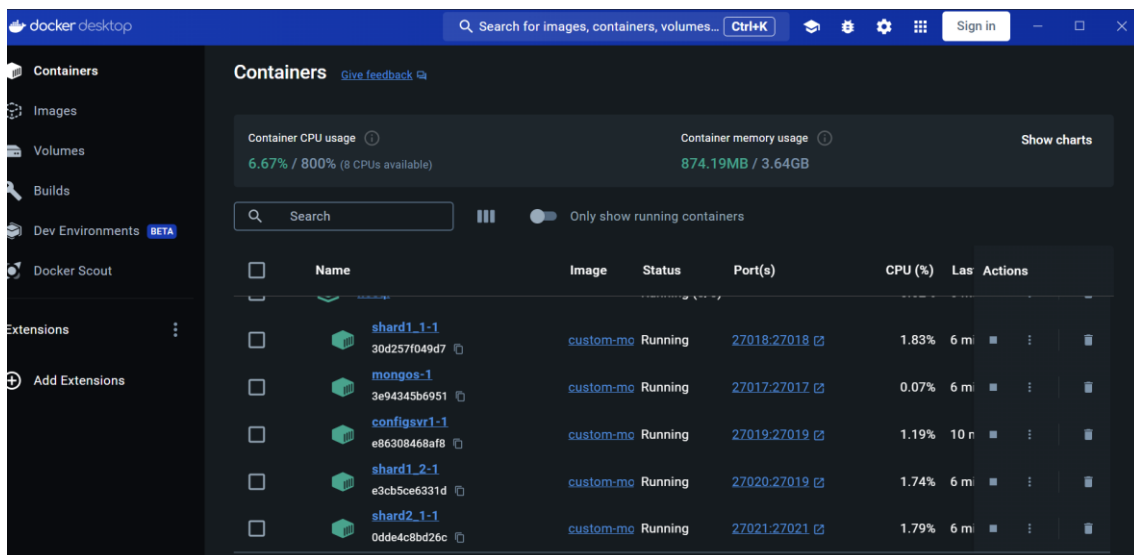 docker desktop
Search for images, containers, volumes... Ctrl+K
Sign in
Containers
Images
Volumes
Builds
Dev Environments BETA
Docker Scout
Extensions
Add Extensions
Containers Give feedback
Container CPU usage
6.67% / 800% (8 CPUs available)
Container memory usage
874.19MB / 3.64GB
Show charts
Search
Only show running containers
Name Image Status Port(s) CPU (%) Las Actions
shard1_1-1
30d257f049d7
custom-mo Running 27018:27018 1.83% 6 mi
mongos-1
3e94345b6951
custom-mo Running 27017:27017 0.07% 6 mi
configsvr1-1
e86308468af8
custom-mo Running 27019:27019 1.19% 10 n
shard1_2-1
e3cb5ce6331d
custom-mo Running 27020:27019 1.74% 6 mi
shard2_1-1
0dde4c8bd26c
custom-mo Running 27021:27021 1.79% 6 mi